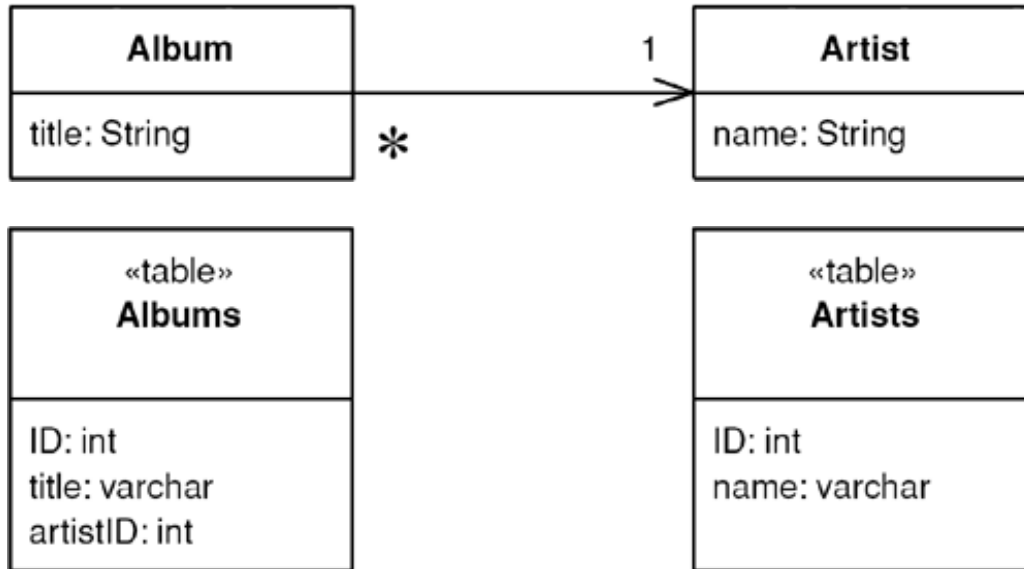 Album
1
Artist
title: String
*
name: String
«table»
Albums
«table»
Artists
ID: int
title: varchar
artistID: int
ID: int
name: varchar